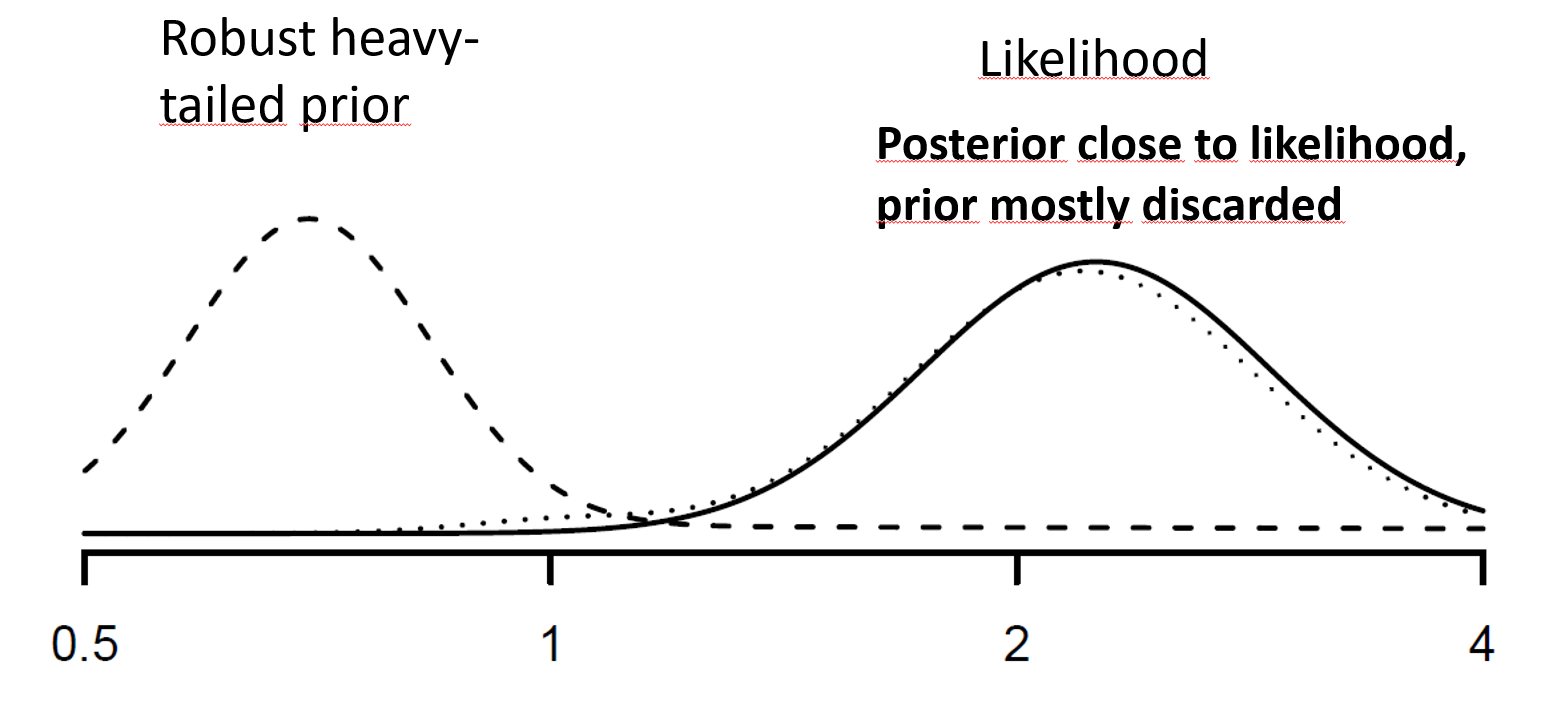 Robust heavy-
tailed prior
Likelihood
Posterior close to likelihood,
prior mostly discarded
0.5 1 2 4